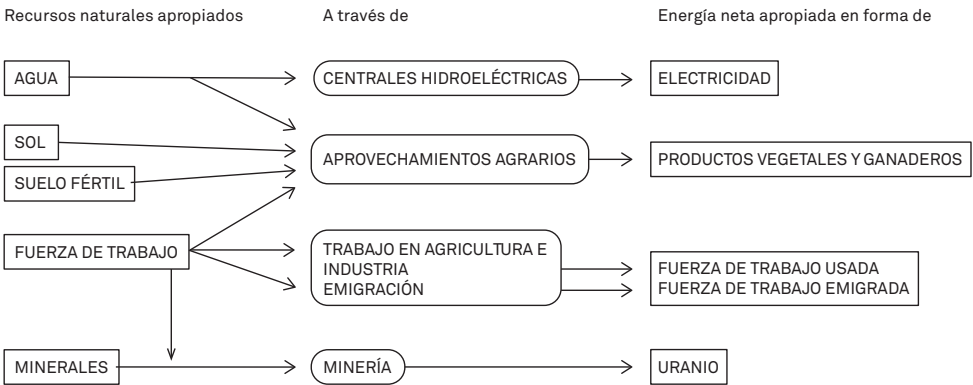 Recursos naturales apropiados
A través de
Energía neta apropiada en forma de
AGUA
CENTRALES HIDROELÉCTRICAS
ELECTRICIDAD
SOL
APROVECHAMIENTOS AGRARIOS
PRODUCTOS VEGETALES Y GANADEROS
SUELO FÉRTIL
FUERZA DE TRABAJO
TRABAJO EN AGRICULTURA E
INDUSTRIA
EMIGRACIÓN
FUERZA DE TRABAJO USADA
FUERZA DE TRABAJO EMIGRADA
MINERALES
MINERÍA
URANIO